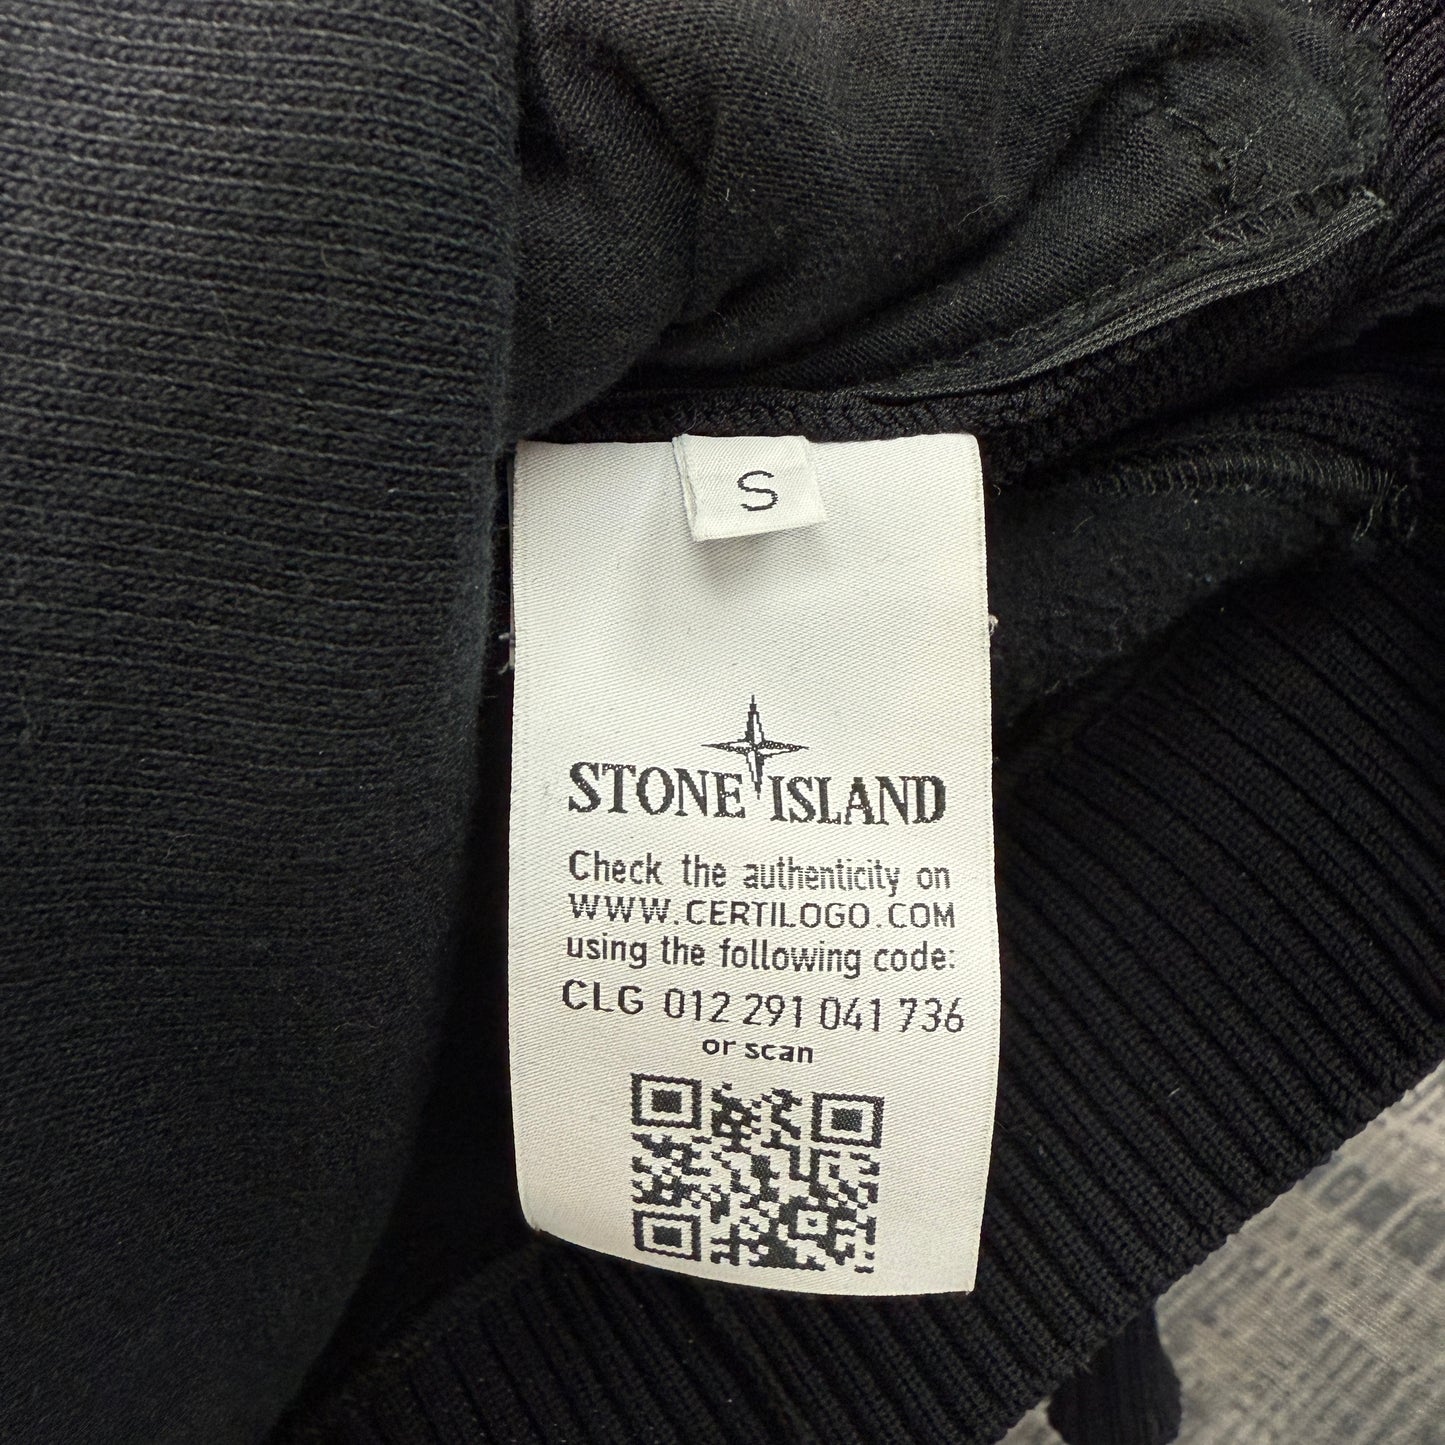 S
STONE ISLAND
Check the authenticity on
WWW.CERTILOGO.COM
using the following code:
CLG 012 291 041 736
or scan